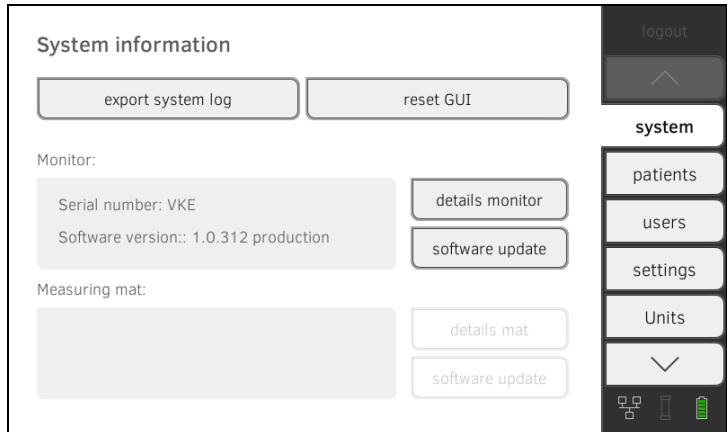 System information
export system log
reset GUI
Monitor:
Serial number: VKE
Software version:: 1.0.312 production
details monitor
software update
Measuring mat:
details mat
software update
logout
system
patients
users
settings
Units